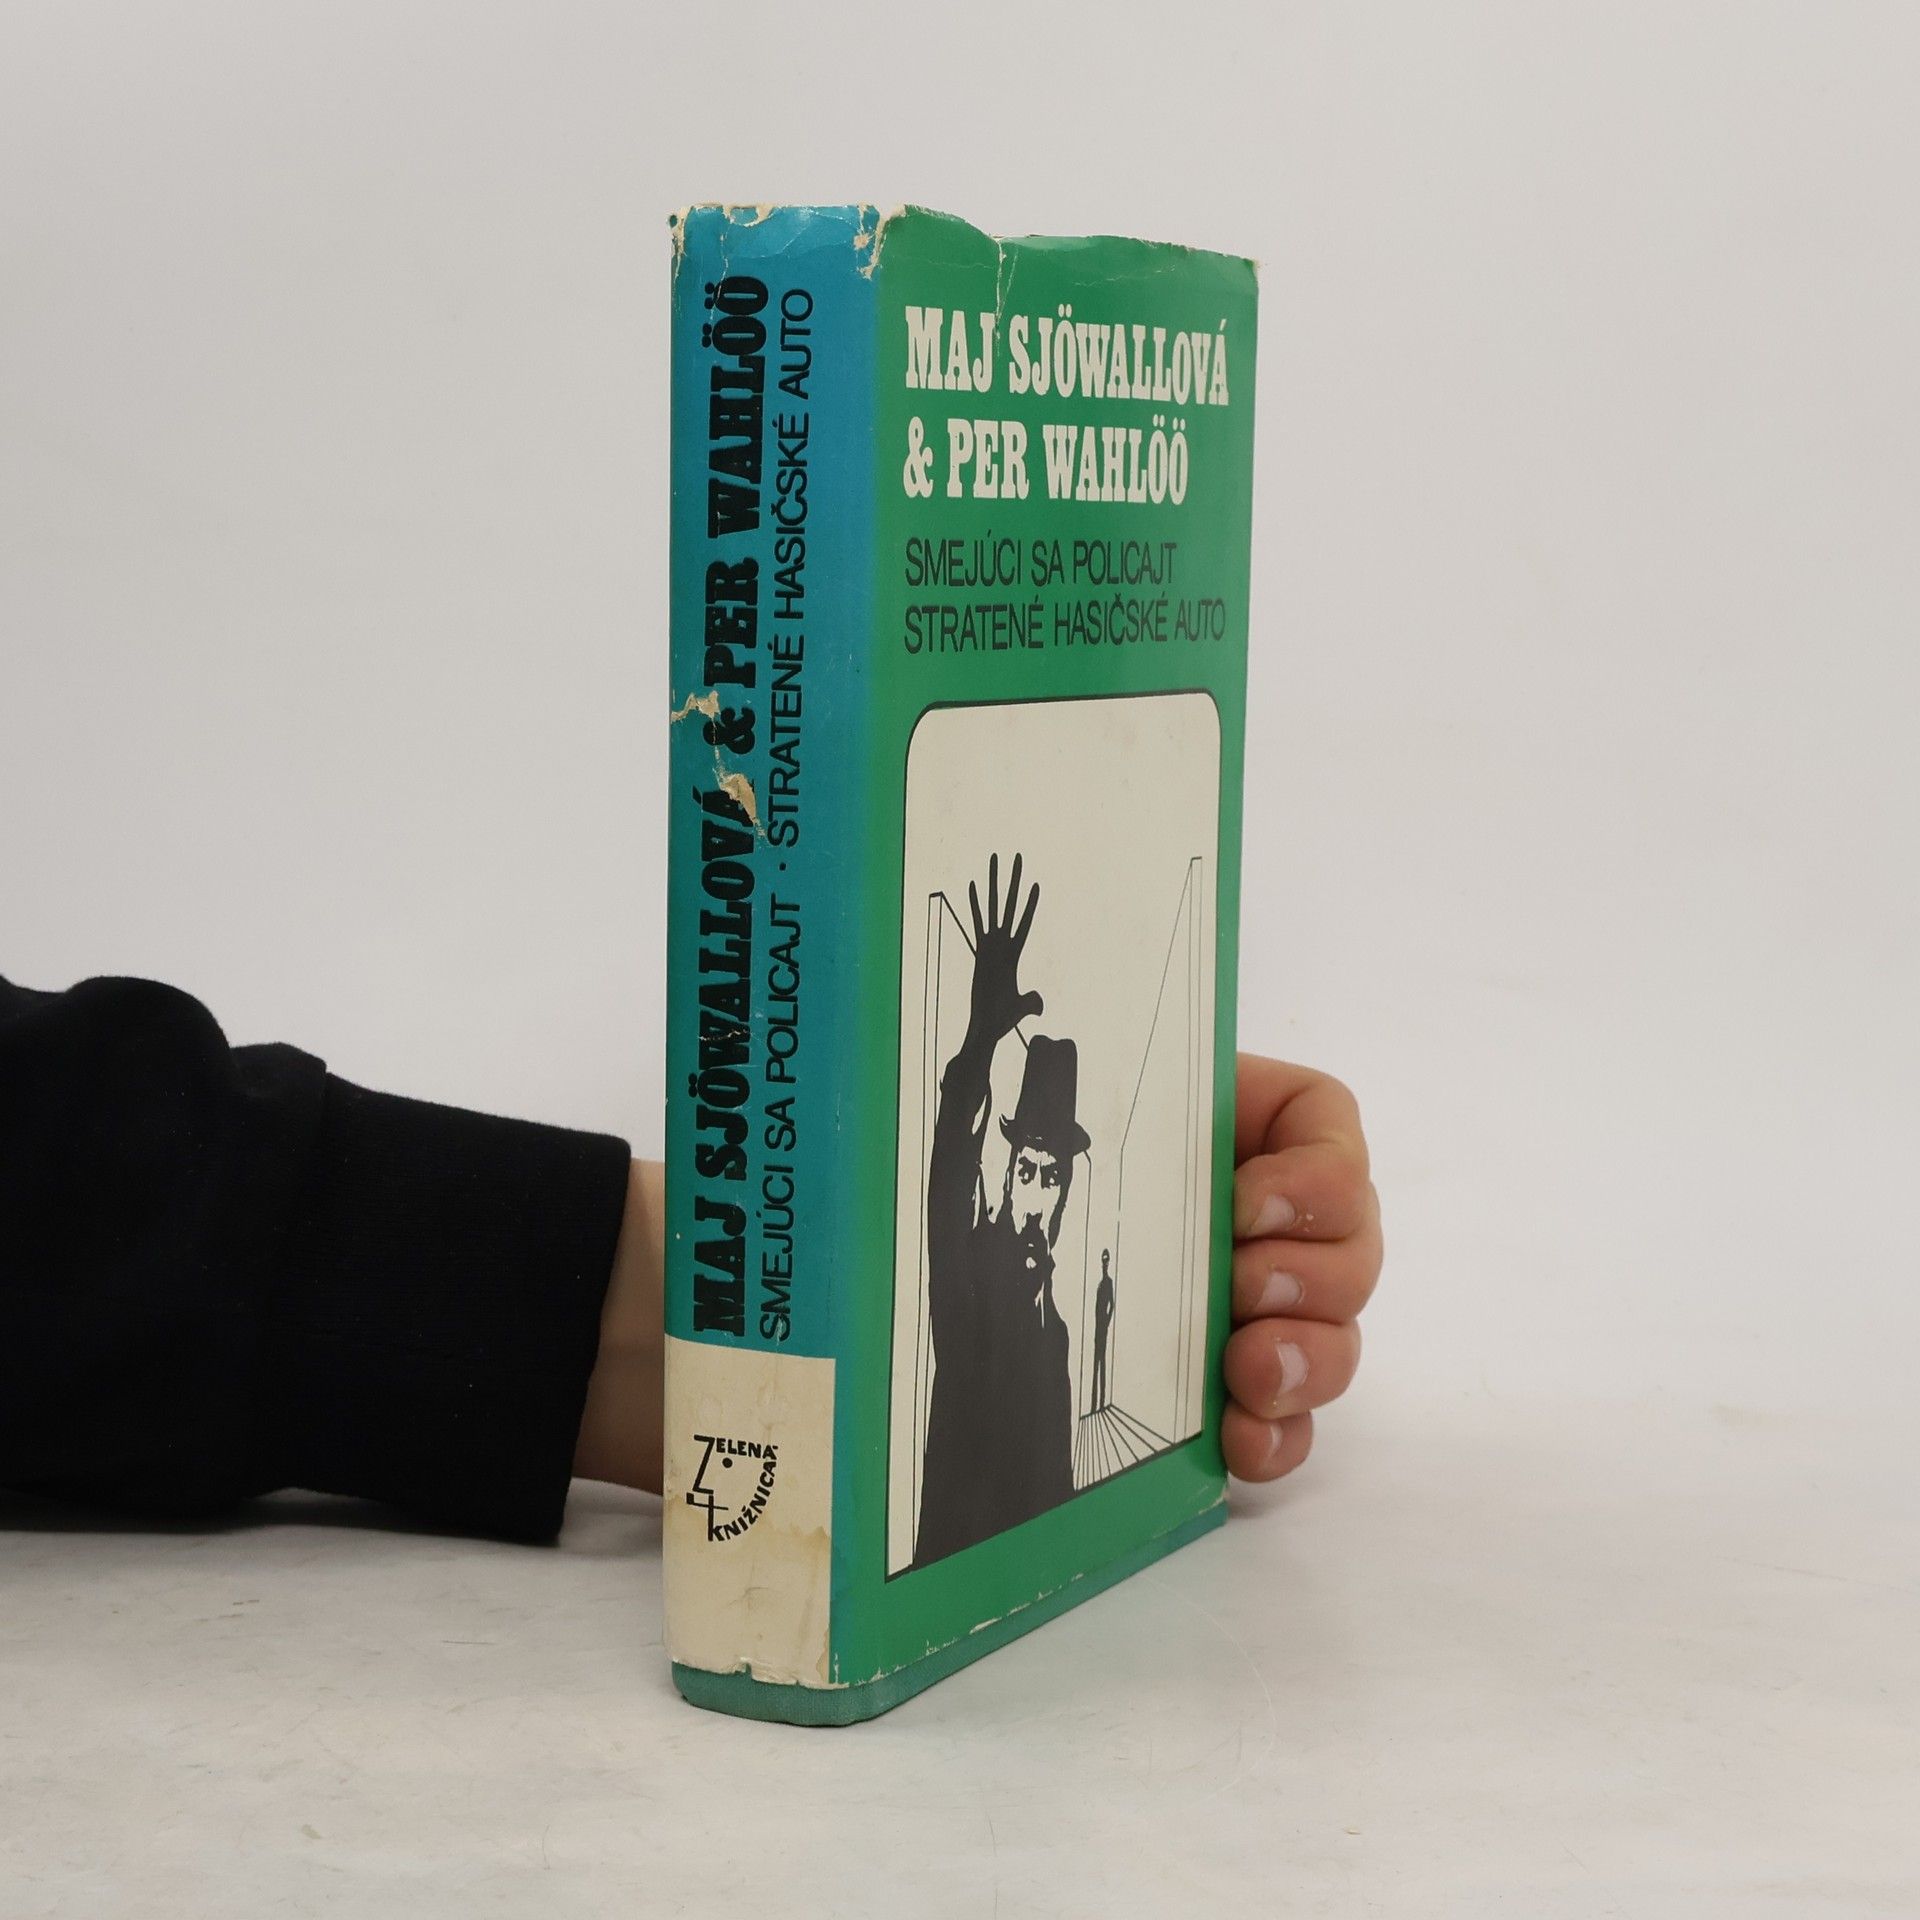 MAJ SJÖWALLOVÁ & PER WAHLÖÖ
SMEJÚCI SA POLICAJT · STRATENÉ HASIČSKÉ AUTO
ZELENÁ
KNIŽNICA
MAJ SJÖWALLOVÁ
& PER WAHLÖÖ
SMEJÚCI SA POLICAJT
STRATENÉ HASIČSKÉ AUTO